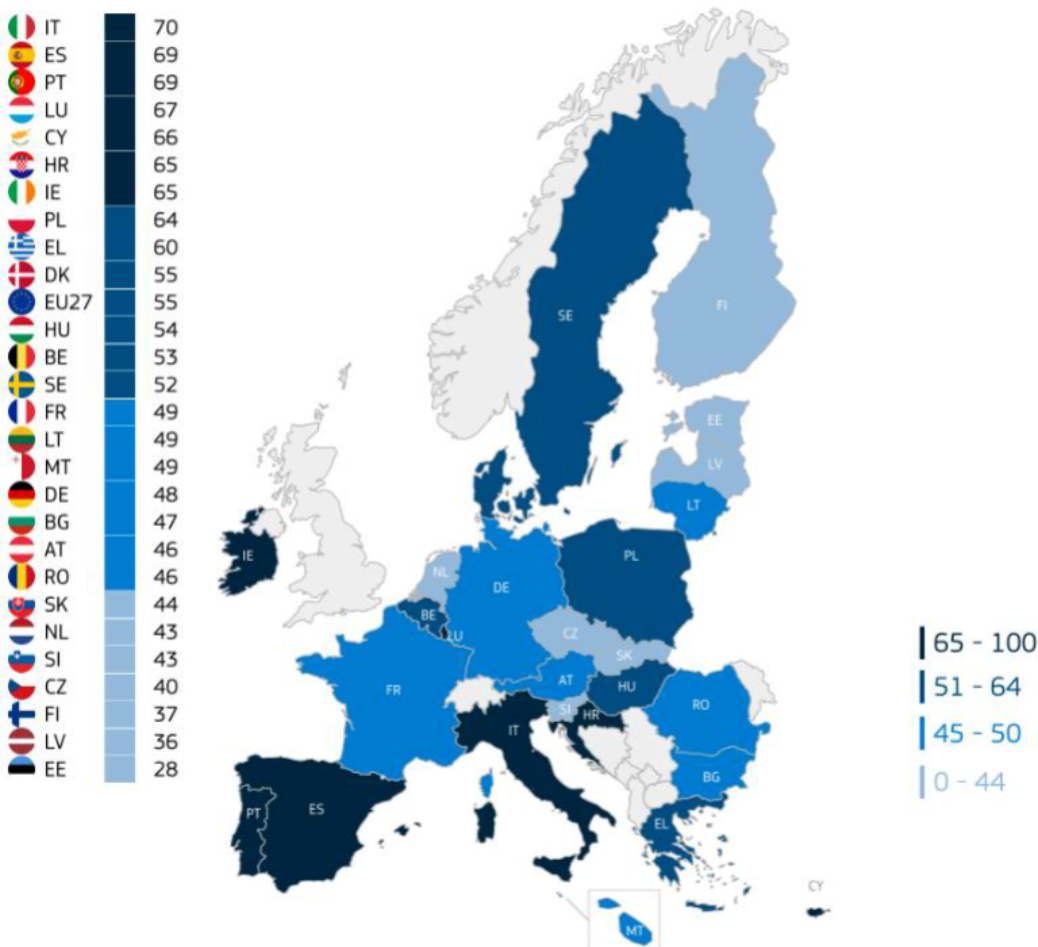 IT 70
ES 69
PT 69
LU 67
CY 66
HR 65
IE 65
PL 64
EL 60
DK 55
EU27 55
HU 54
BE 53
SE 52
FR 49
LT 49
MT 49
DE 48
BG 47
AT 46
RO 46
SK 44
NL 43
SI 43
CZ 40
FI 37
LV 36
EE 28
SE
FI
EE
LV
LT
IE
NL
DE
PL
BE
LU
CZ
SK
FR
AT
HU
RO
SI
HR
IT
BG
PT
ES
EL
CY
MT
65 - 100
51 - 64
45 - 50
0 - 44